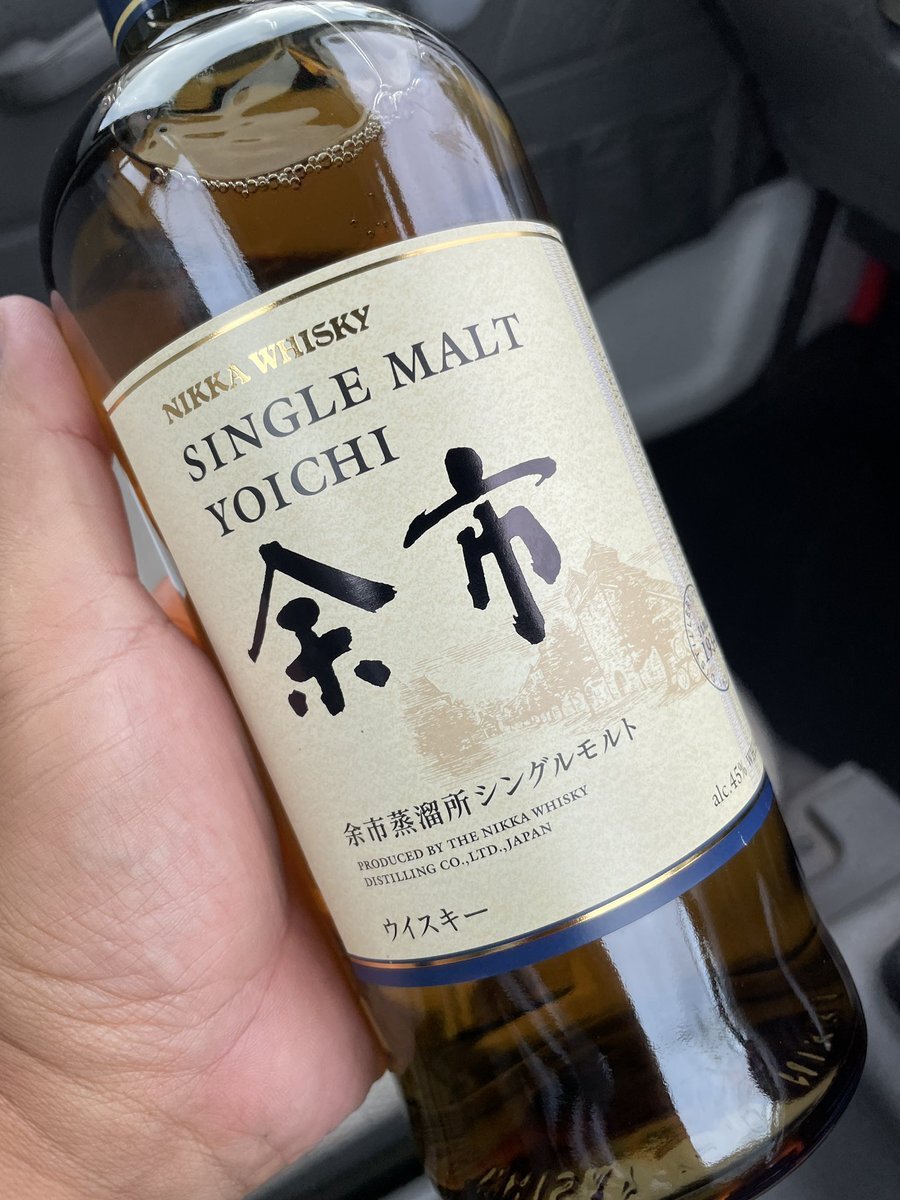 NIKKA WHISKY
SINGLE MALT
YOICHI
余市
余市蒸溜所シングルモルト
PRODUCED BY THE NIKKA WHISKY
DISTILLING CO.,LTD.,JAPAN
ウイスキー
alc.45%